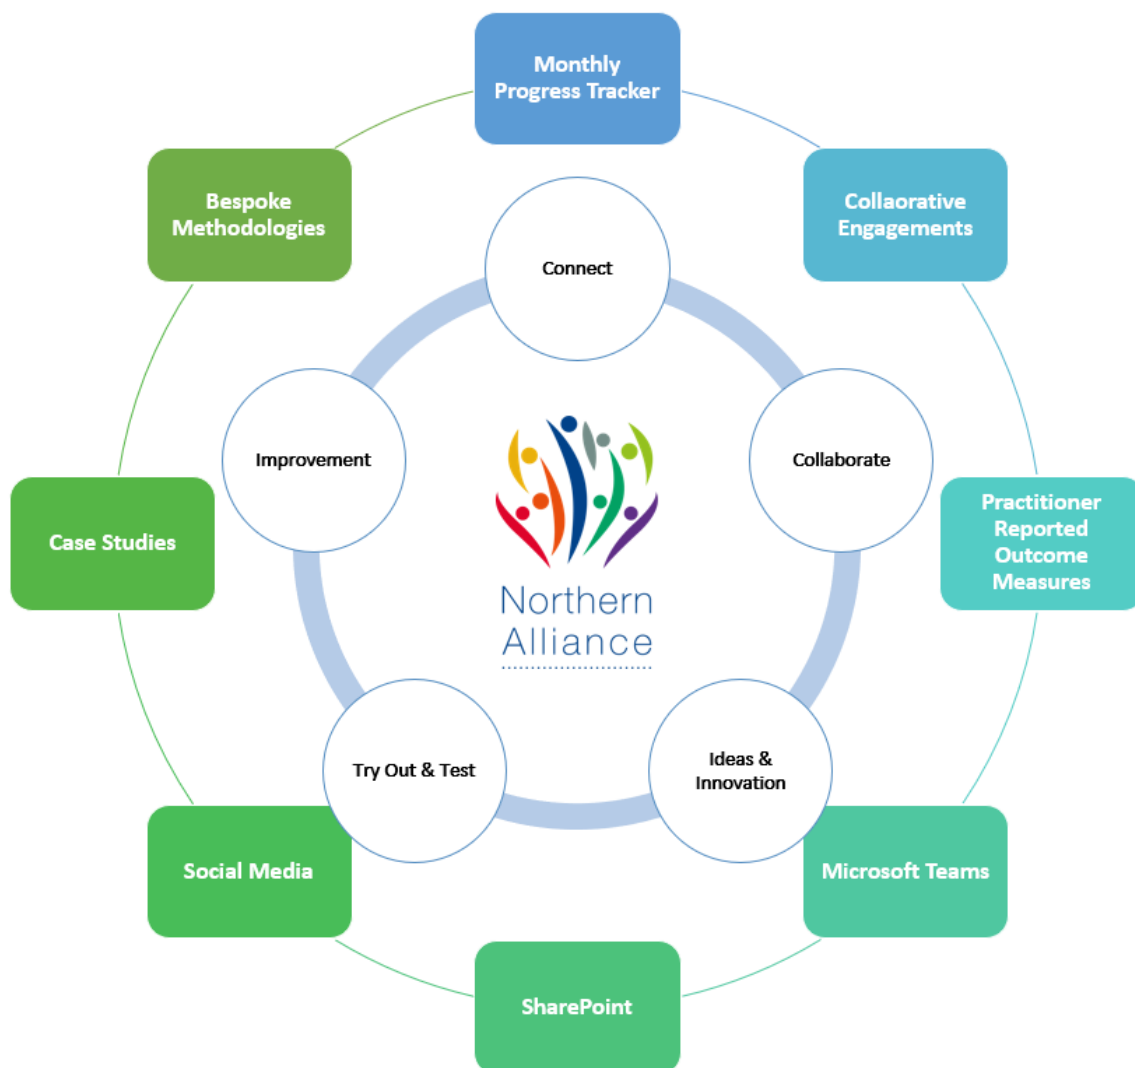 Monthly
Progress Tracker
Collaorative
Engagements
Practitioner
Reported
Outcome
Measures
Microsoft Teams
SharePoint
Social Media
Case Studies
Bespoke
Methodologies
Connect
Collaborate
Ideas &
Innovation
Try Out & Test
Improvement
Northern
Alliance